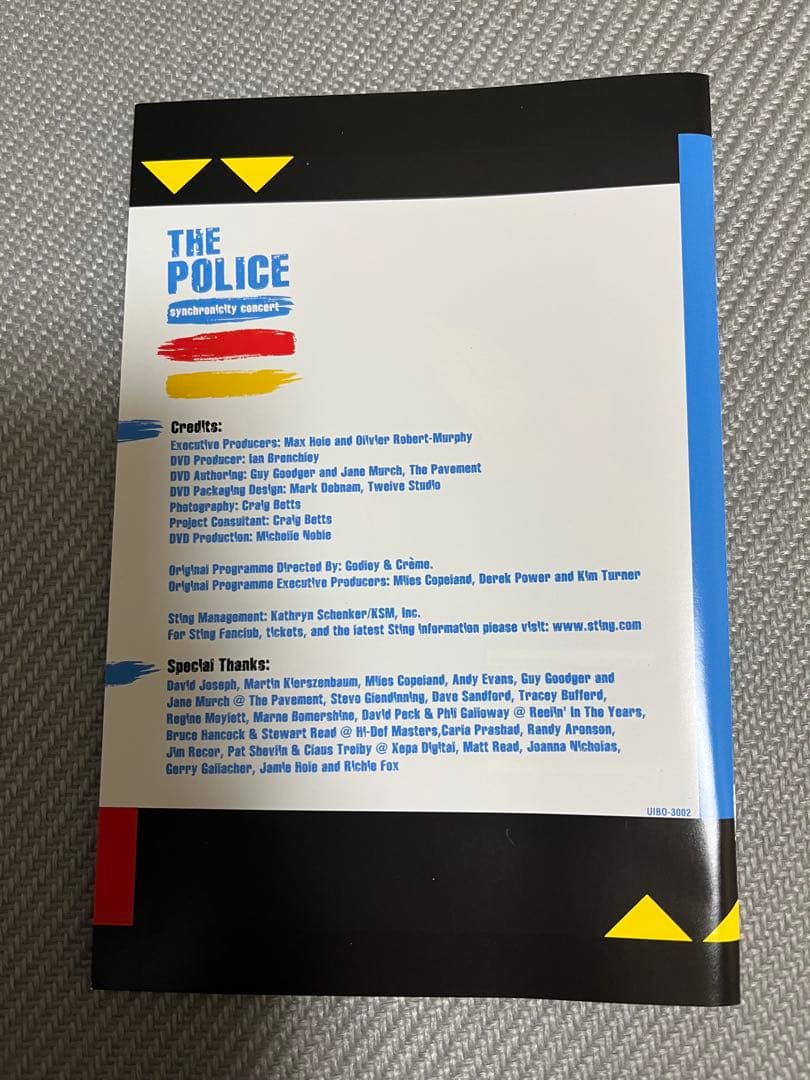 THE
POLICE
synchronicity concert
Credits:
Executive Producers: Max Hole and Olivier Robert-Murphy
DVD Producer: Ian Brenchley
DVD Authoring: Guy Goodger and Jane Murch, The Pavement
DVD Packaging Design: Mark Debnam, Twelve Studio
Photography: Craig Betts
Project Consultant: Craig Betts
DVD Production: Michelle Noble
Original Programme Directed By: Godley & Crème.
Original Programme Executive Producers: Miles Copeland, Derek Power and Kim Turner
Sting Management: Kathryn Schenker/KSM, Inc.
For Sting Fanclub, tickets, and the latest Sting information please visit: www.sting.com
Special Thanks:
David Joseph, Martin Kierszenbaum, Miles Copeland, Andy Evans, Guy Goodger and
Jane Murch @ The Pavement, Steve Glendinning, Dave Sandford, Tracey Bufferd,
Regine Moylett, Marne Bomershine, David Peck & Phil Galloway @ Reelin' In The Years,
Bruce Hancock & Stewart Read @ Hi-Def Masters,Carla Prashad, Randy Aronson,
Jim Recor, Pat Shevlin & Claus Trelby @ Xepa Digital, Matt Read, Joanna Nicholas,
Gerry Gallacher, Jamie Hole and Richie Fox
UIBO-3002